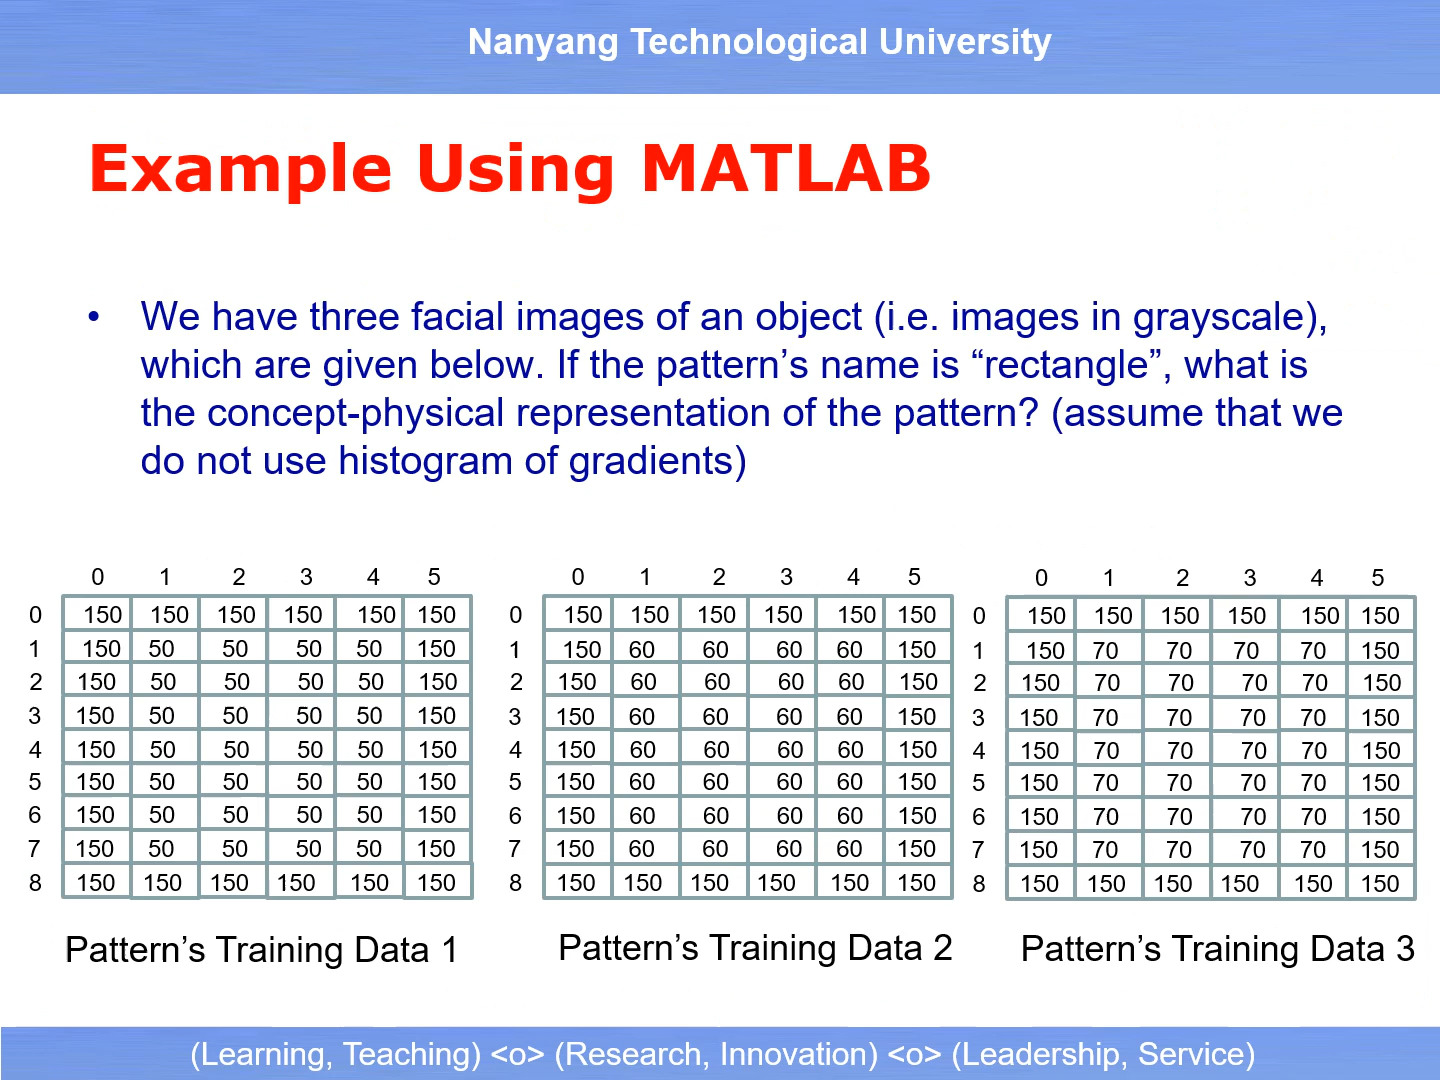 Nanyang Technological University
Example Using MATLAB
• We have three facial images of an object (i.e. images in grayscale),
which are given below. If the pattern’s name is “rectangle”, what is
the concept-physical representation of the pattern? (assume that we
do not use histogram of gradients)
0 1 2 3 4 5
0 150 150 150 150 150 150
1 150 50 50 50 50 150
2 150 50 50 50 50 150
3 150 50 50 50 50 150
4 150 50 50 50 50 150
5 150 50 50 50 50 150
6 150 50 50 50 50 150
7 150 50 50 50 50 150
8 150 150 150 150 150 150
Pattern’s Training Data 1
0 1 2 3 4 5
0 150 150 150 150 150 150
1 150 60 60 60 60 150
2 150 60 60 60 60 150
3 150 60 60 60 60 150
4 150 60 60 60 60 150
5 150 60 60 60 60 150
6 150 60 60 60 60 150
7 150 60 60 60 60 150
8 150 150 150 150 150 150
Pattern’s Training Data 2
0 1 2 3 4 5
0 150 150 150 150 150 150
1 150 70 70 70 70 150
2 150 70 70 70 70 150
3 150 70 70 70 70 150
4 150 70 70 70 70 150
5 150 70 70 70 70 150
6 150 70 70 70 70 150
7 150 70 70 70 70 150
8 150 150 150 150 150 150
Pattern’s Training Data 3
(Learning, Teaching) <o> (Research, Innovation) <o> (Leadership, Service)